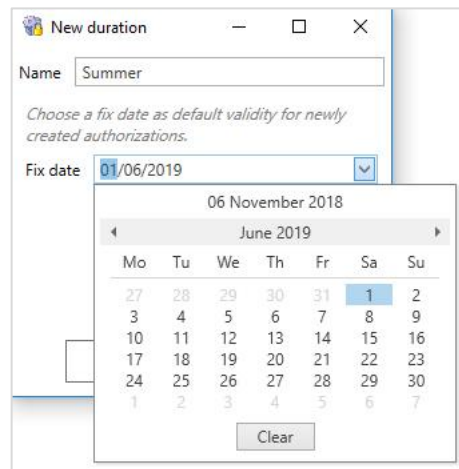 New duration
Name Summer
Choose a fix date as default validity for newly
created authorizations.
Fix date 01/06/2019
06 November 2018
June 2019
Mo Tu We Th Fr Sa Su
27 28 29 30 31 1 2
3 4 5 6 7 8 9
10 11 12 13 14 15 16
17 18 19 20 21 22 23
24 25 26 27 28 29 30
1 2 3 4 5 6 7
Clear